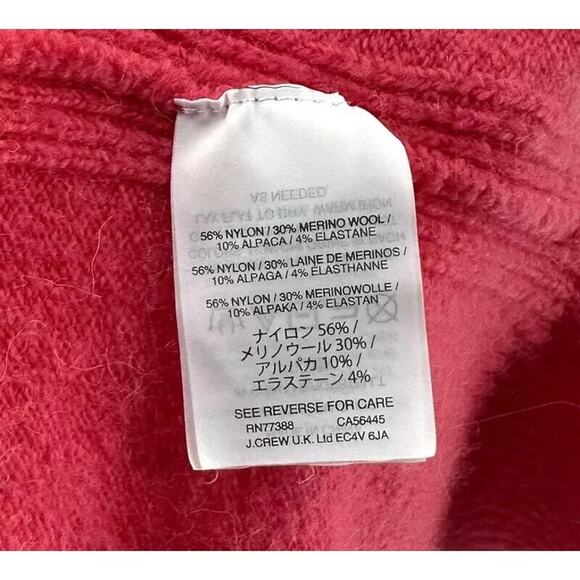 56% NYLON / 30% MERINO WOOL /
10% ALPACA / 4% ELASTANE
56% NYLON / 30% LAINE DE MERINOS /
10% ALPAGA / 4% ELASTHANNE
56% NYLON / 30% MERINOWOLLE /
10% ALPAKA / 4% ELASTAN
ナイロン 56% /
メリノウール 30% /
アルパカ 10% /
エラステーン 4%
SEE REVERSE FOR CARE
RN77388 CA56445
J.CREW U.K. Ltd EC4V 6JA